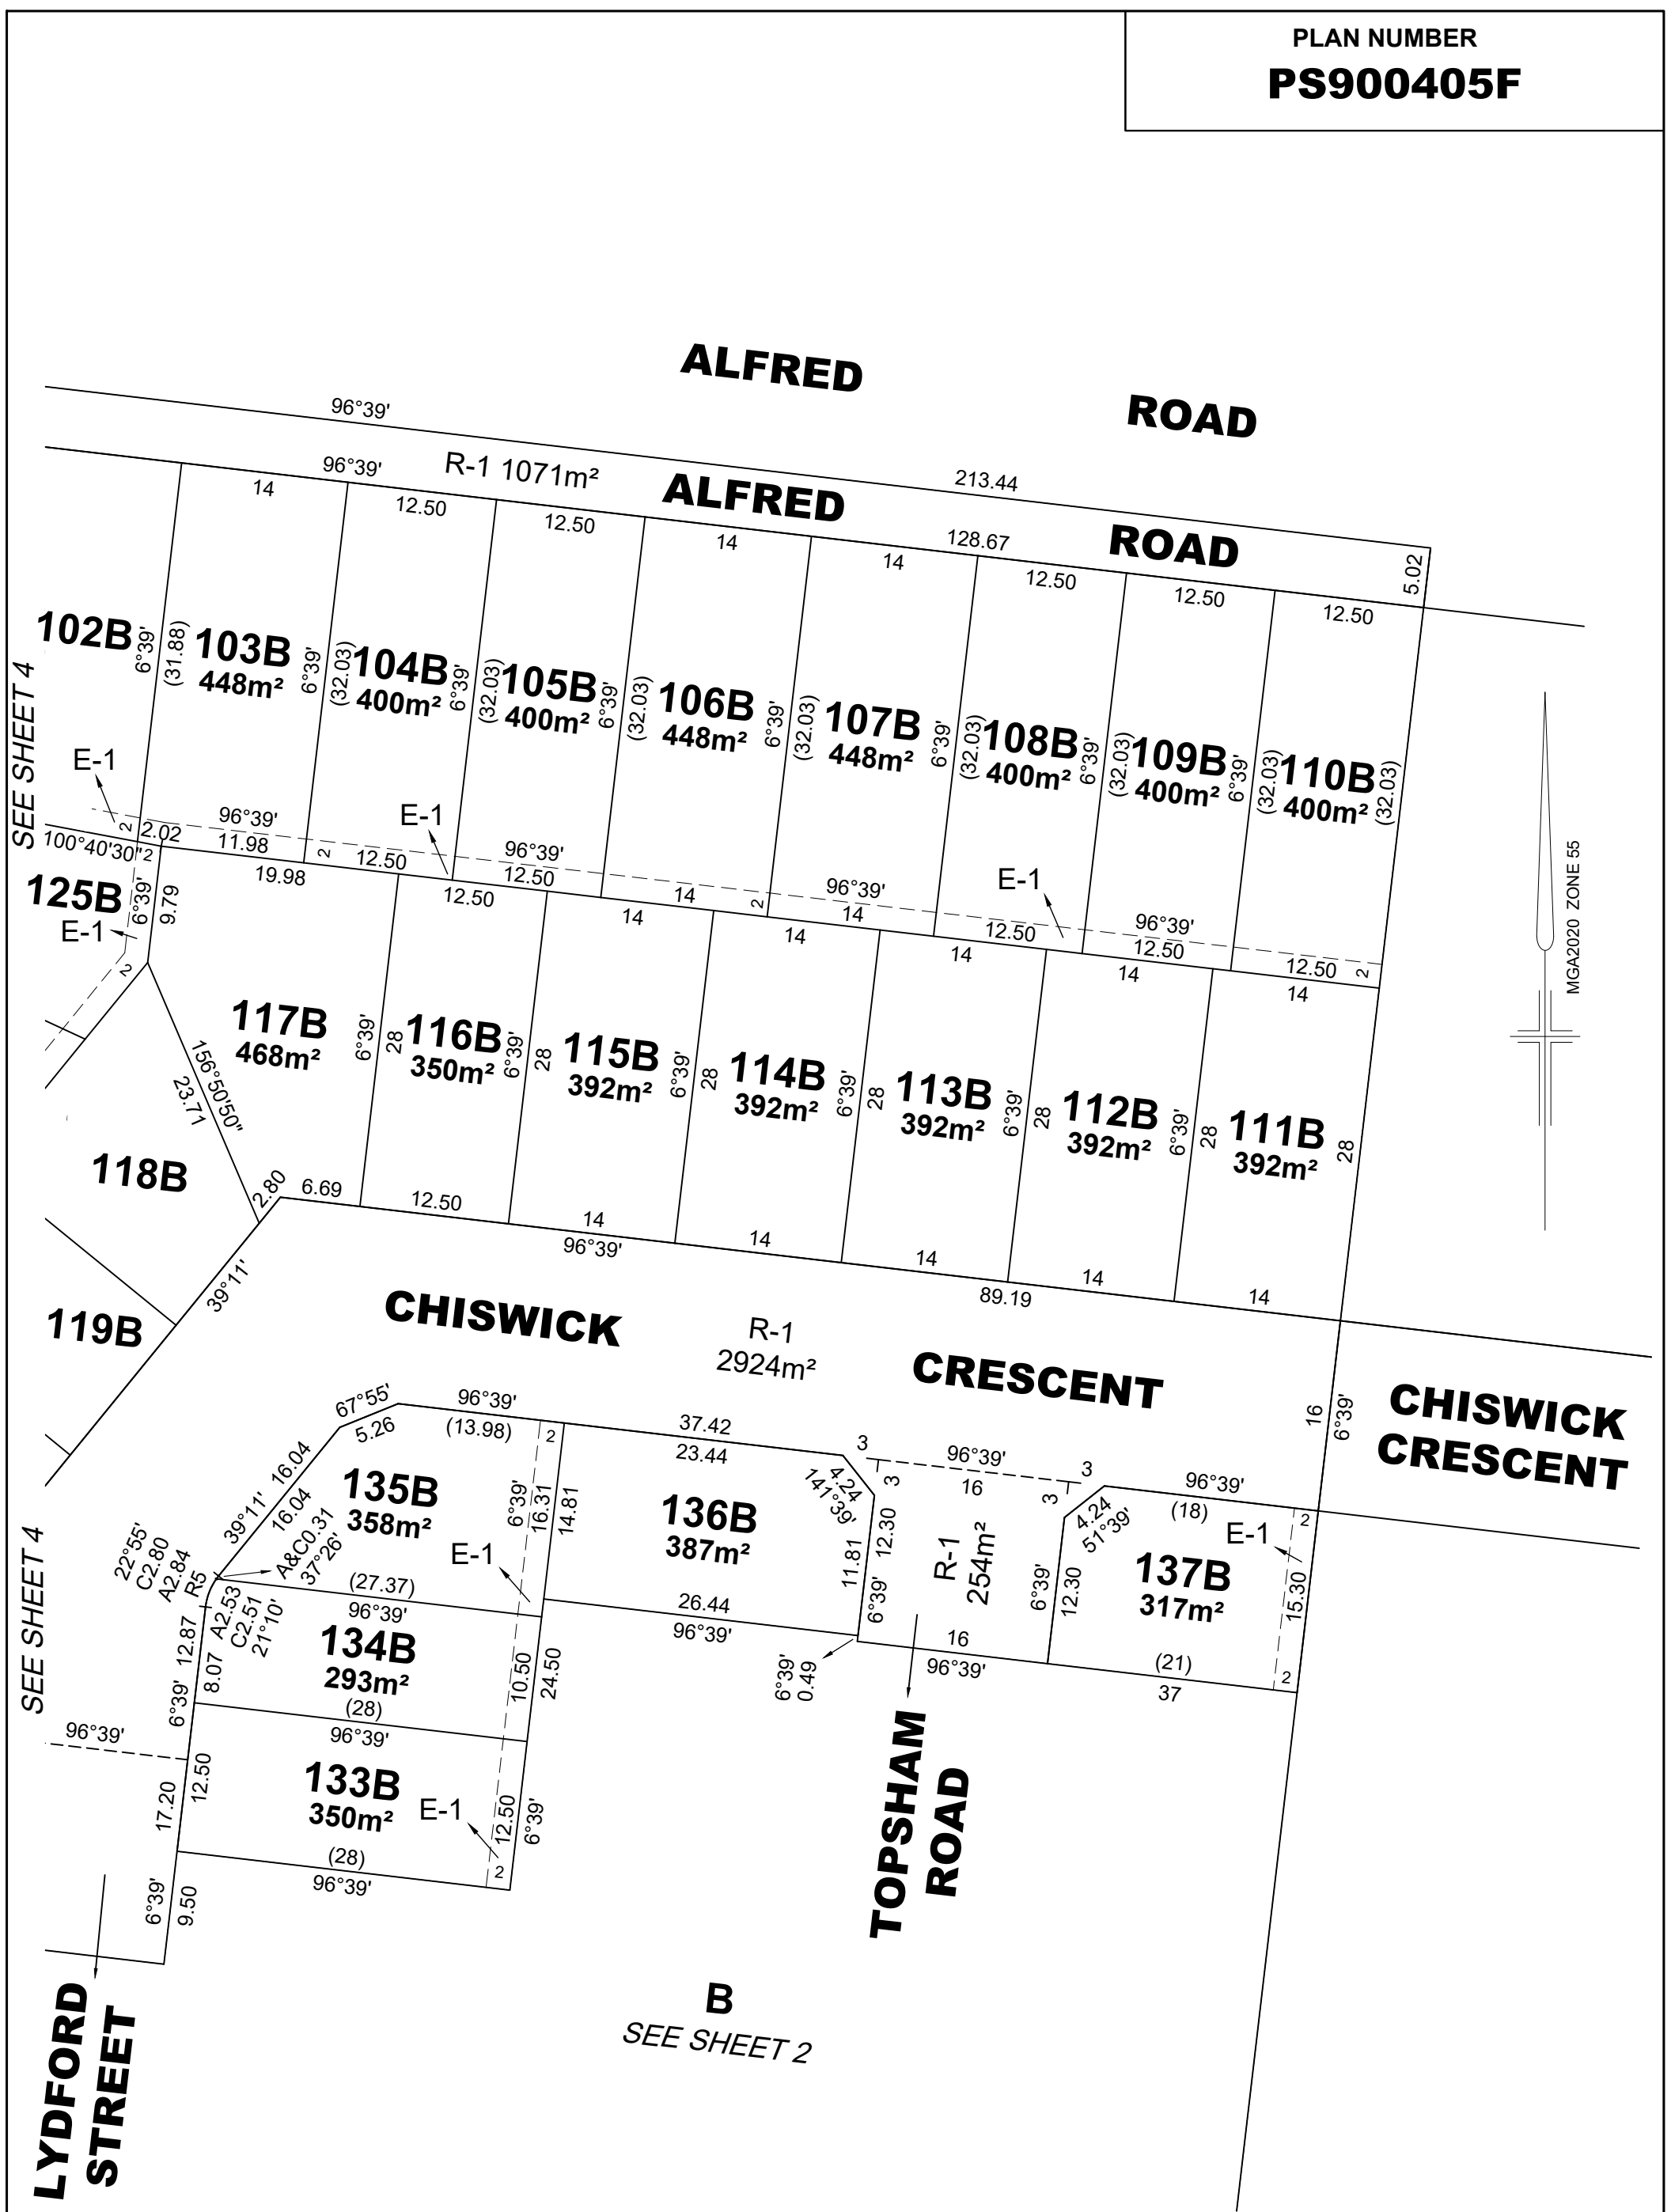 PLAN NUMBER
PS900405F
ALFRED ROAD
96°39'
213.44
96°39'
R-1 1071m²
ALFRED ROAD
128.67
5.02
14
12.50
12.50
14
14
12.50
12.50
12.50
102B
6°39'
(31.88)
103B
448m²
6°39'
(32.03)
104B
400m²
6°39'
(32.03)
105B
400m²
6°39'
(32.03)
106B
448m²
6°39'
(32.03)
107B
448m²
6°39'
(32.03)
108B
400m²
6°39'
(32.03)
109B
400m²
6°39'
(32.03)
110B
400m²
(32.03)
SEE SHEET 4
E-1
2
2.02
96°39'
11.98
2
12.50
E-1
96°39'
12.50
14
2
96°39'
14
E-1
12.50
96°39'
12.50
12.50
2
100°40'30"
2
125B
E-1
6°39'
9.79
2
19.98
12.50
14
14
14
14
14
MGA2020 ZONE 55
117B
468m²
6°39'
28
116B
350m²
6°39'
28
115B
392m²
6°39'
28
114B
392m²
6°39'
28
113B
392m²
6°39'
28
112B
392m²
6°39'
28
111B
392m²
28
156°50'50"
23.71
118B
2.80
6.69
12.50
14
96°39'
14
14
14
89.19
14
39°11'
119B
CHISWICK CRESCENT
R-1
2924m²
16
6°39'
CHISWICK
CRESCENT
67°55'
5.26
96°39'
(13.98)
2
37.42
23.44
3
3
96°39'
16
3
3
96°39'
(18)
2
39°11'
16.04
16.04
135B
358m²
6°39'
16.31
14.81
136B
387m²
4.24
141°39'
11.81
12.30
6°39'
R-1
254m²
6°39'
12.30
4.24
51°39'
137B
317m²
E-1
15.30
2
22°55'
C2.80
A2.84
R5
A&C0.31
37°26'
E-1
(27.37)
96°39'
26.44
96°39'
6°39'
0.49
16
96°39'
(21)
37
A2.53
C2.51
21°10'
12.87
8.07
6°39'
134B
293m²
10.50
24.50
(28)
96°39'
SEE SHEET 4
96°39'
17.20
12.50
133B
350m²
E-1
12.50
6°39'
2
(28)
96°39'
6°39'
9.50
TOPSHAM
ROAD
LYDFORD
STREET
B
SEE SHEET 2